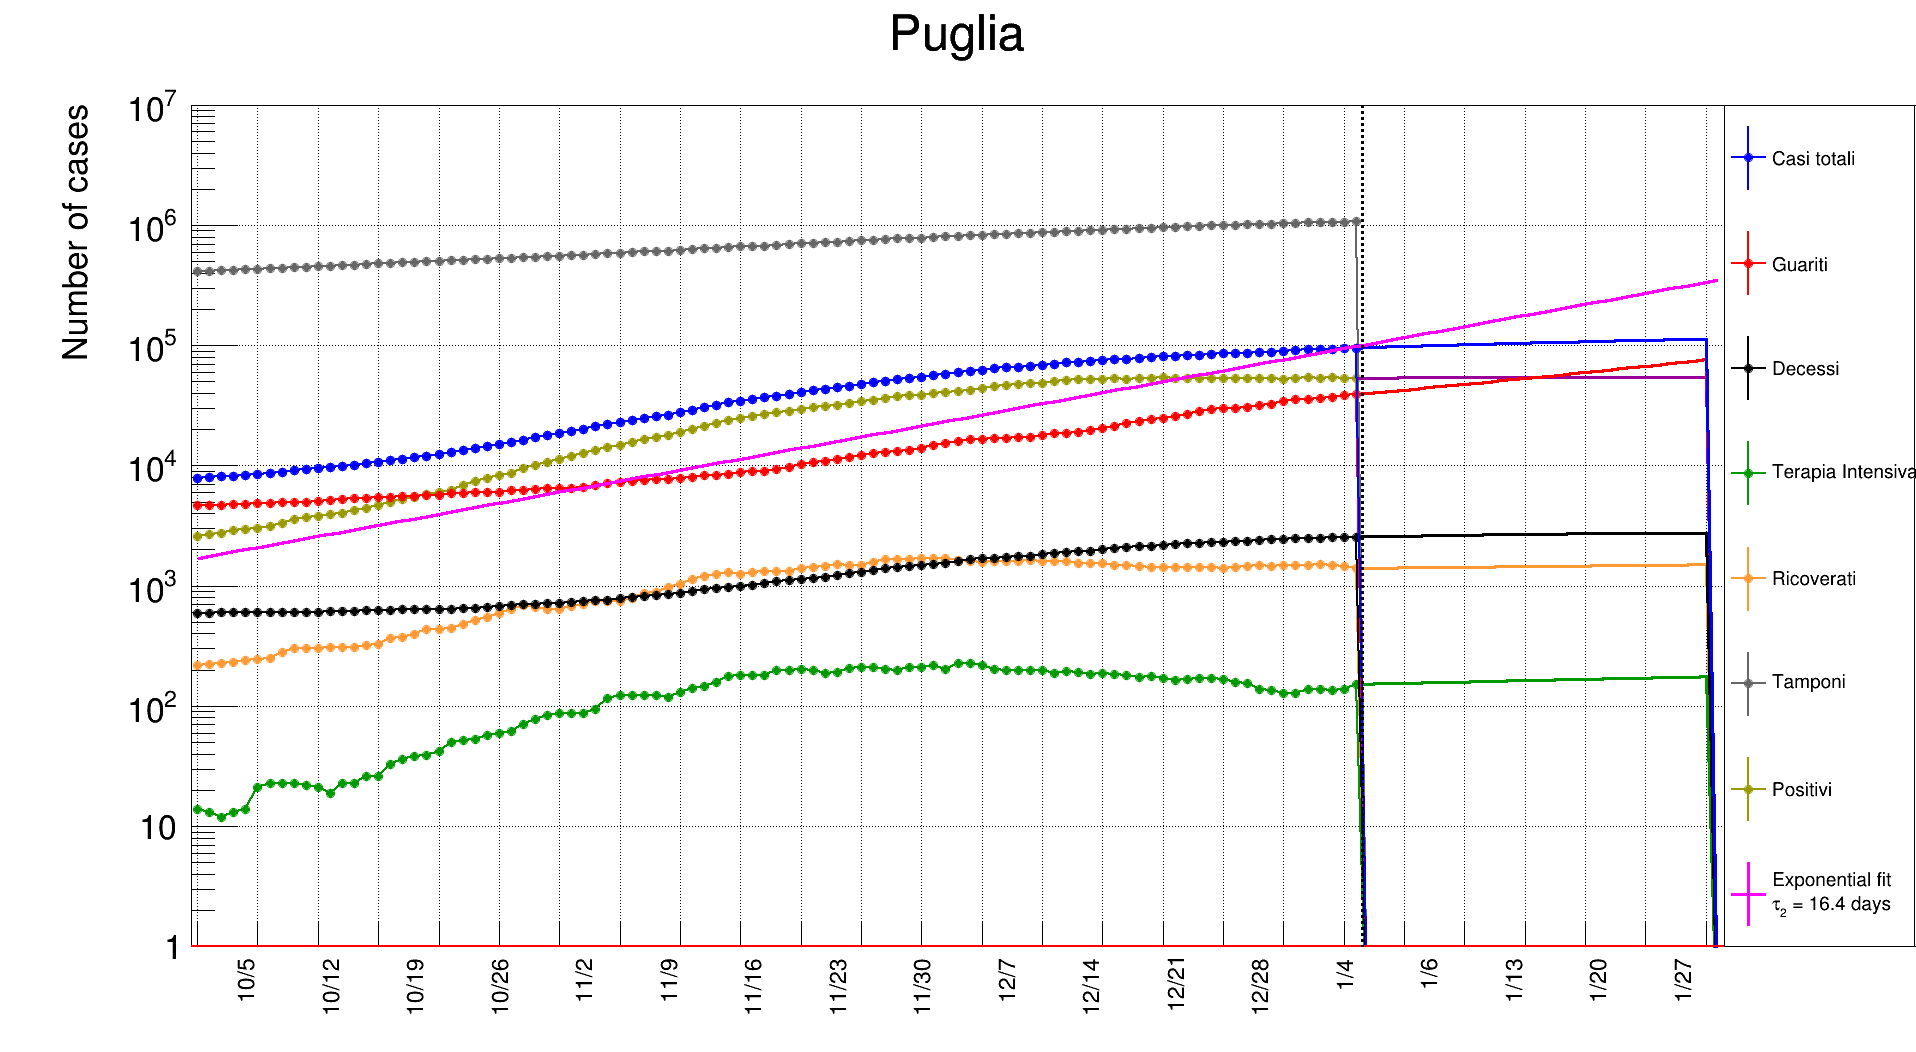 Puglia
Number of cases
10^7
10^6
10^5
10^4
10^3
10^2
10
1
10/5
10/12
10/19
10/26
11/2
11/9
11/16
11/23
11/30
12/7
12/14
12/21
12/28
1/4
1/6
1/13
1/20
1/27
Casi totali
Guariti
Decessi
Terapia Intensiva
Ricoverati
Tamponi
Positivi
Exponential fit
τ₂ = 16.4 days